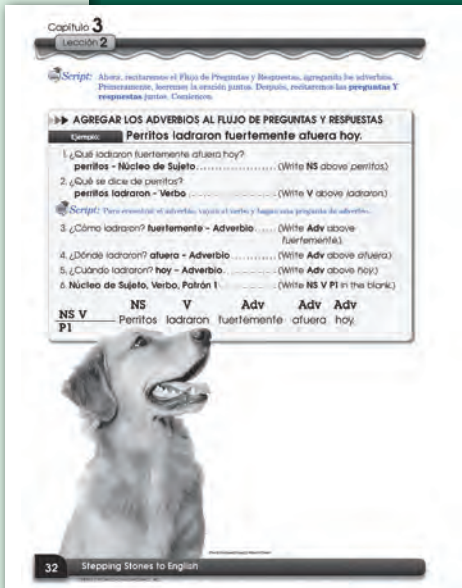 Capítulo 3
Lección 2
Script: Ahora, recitaremos el Flujo de Preguntas y Respuestas, agregando los adverbios.
Primeramente, leeremos la oración juntos. Después, recitaremos las preguntas Y
respuestas juntos. Comiencen.
AGREGAR LOS ADVERBIOS AL FLUJO DE PREGUNTAS Y RESPUESTAS
Ejemplo: Perritos ladraron fuertemente afuera hoy.
1. ¿Qué ladraron fuertemente afuera hoy?
perritos - Núcleo de Sujeto (Write NS above perritos.)
2. ¿Qué se dice de perritos?
perritos ladraron - Verbo (Write V above ladraron.)
Script: Para encontrar el adverbio, vayan al verbo y hagan una pregunta de adverbio.
3. ¿Cómo ladraron? fuertemente - Adverbio (Write Adv above
fuertemente.)
4. ¿Dónde ladraron? afuera - Adverbio (Write Adv above afuera.)
5. ¿Cuándo ladraron? hoy - Adverbio (Write Adv above hoy.)
6. Núcleo de Sujeto, Verbo, Patrón 1 (Write NS V P1 in the blank.)
NS V Adv Adv Adv
NS V Perritos ladraron fuertemente afuera hoy.
P1
32 Stepping Stones to English